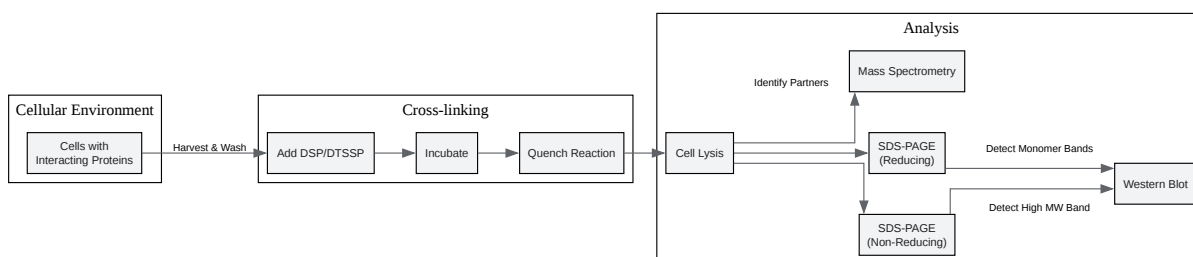 Analysis
Mass Spectrometry
Identify Partners
Cellular Environment
Cross-linking
Cells with
Interacting Proteins
Harvest & Wash
Add DSP/DTSSP
Incubate
Quench Reaction
Cell Lysis
SDS-PAGE
(Reducing)
Detect Monomer Bands
Western Blot
Detect High MW Band
SDS-PAGE
(Non-Reducing)